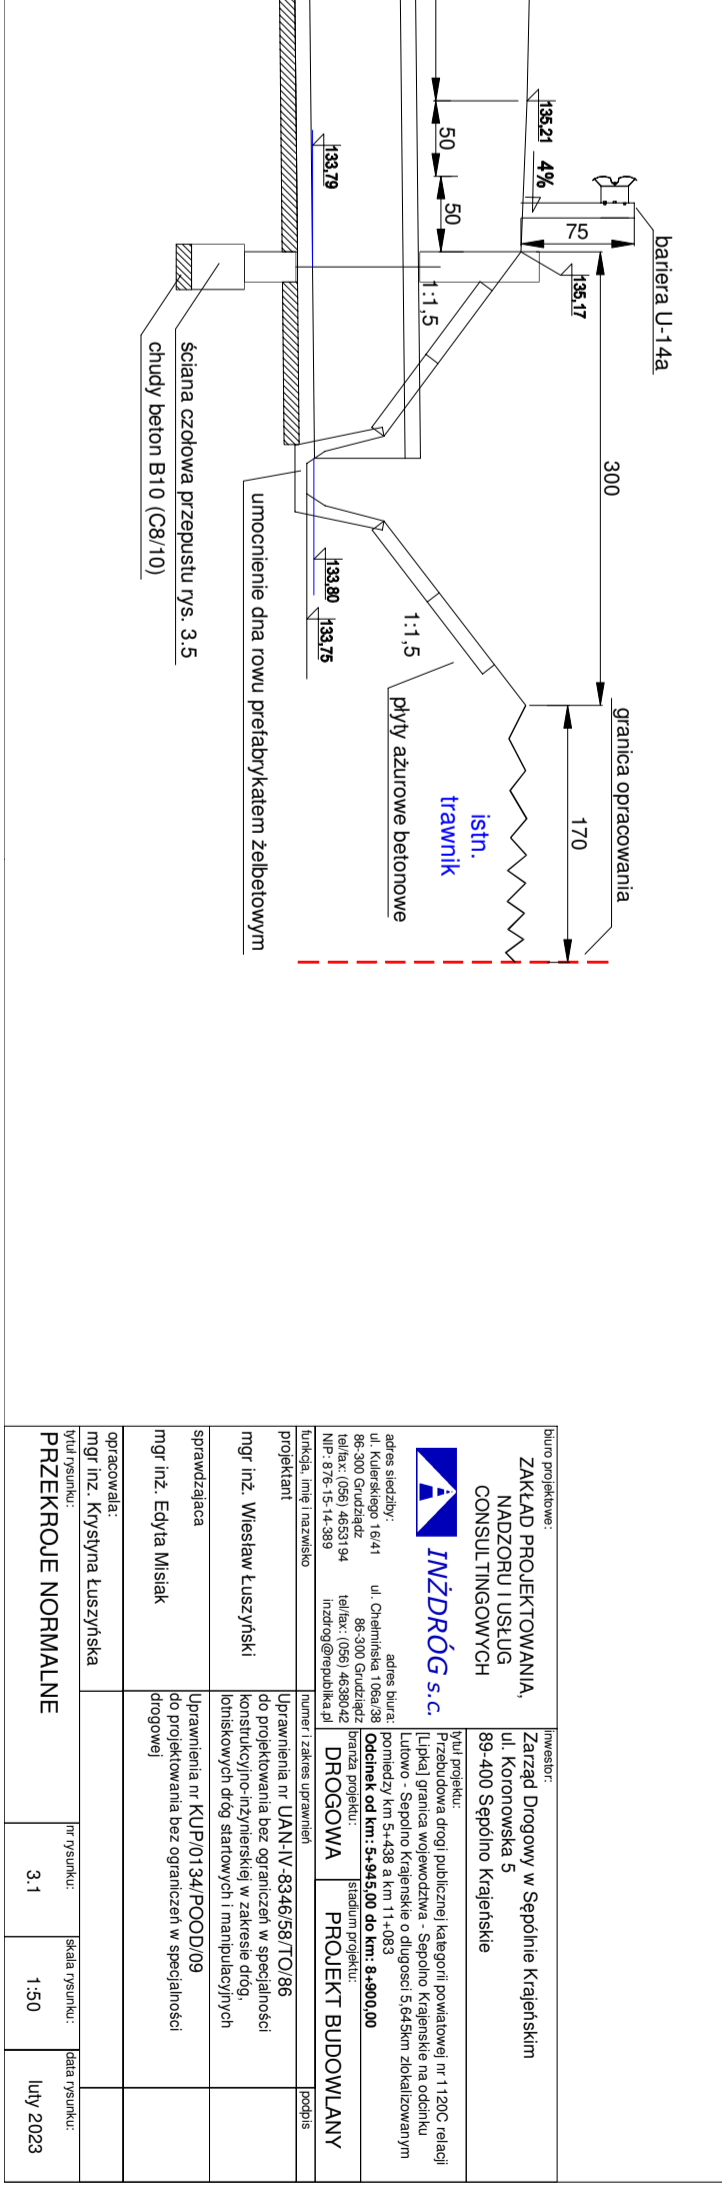 bariera U-14a
75
135,21
4%
135,17
50
50
300
granica opracowania
170
133,79
1:1,5
1:1,5
istn.
trawnik
płyty ażurowe betonowe
133,80
133,75
umocnienie dna rowu prefabrykatem żelbetowym
ściana czołowa przepustu rys. 3.5
chudy beton B10 (C8/10)
biuro projektowe:
ZAKŁAD PROJEKTOWANIA,
NADZORU I USŁUG
CONSULTINGOWYCH
INŻDRÓG s.c.
adres siedziby:
ul. Kulerskiego 16/41
86-300 Grudziądz
tel/fax: (056) 4653194
NIP: 876-15-14-389
adres biura:
ul. Chełmińska 106a/38
86-300 Grudziądz
tel/fax: (056) 4638042
inzdrog@republika.pl
inwestor:
Zarząd Drogowy w Sępólnie Krajeńskim
ul. Koronowska 5
89-400 Sępólno Krajeńskie
tytuł projektu:
Przebudowa drogi publicznej kategorii powiatowej nr 1120C relacji
[Lipka] granica województwa - Sepolno Krajenskie na odcinku
Lutowo - Sepolno Krajenskie o dlugosci 5,645km zlokalizowanym
pomiedzy km 5+438 a km 11+083
Odcinek od km: 5+945,00 do km: 8+900,00
branża projektu:
DROGOWA
stadium projektu:
PROJEKT BUDOWLANY
funkcja, imię i nazwisko
numer i zakres uprawnień
podpis
projektant
mgr inż. Wiesław Łuszyński
Uprawnienia nr UAN-IV-8346/58/TO/86
do projektowania bez ograniczeń w specjalności
konstrukcyjno-inżynierskiej w zakresie dróg,
lotniskowych dróg startowych i manipulacyjnych
sprawdzająca
mgr inż. Edyta Misiak
Uprawnienia nr KUP/0134/POOD/09
do projektowania bez ograniczeń w specjalności
drogowej
opracowała:
mgr inż. Krystyna Łuszyńska
tytuł rysunku:
PRZEKROJE NORMALNE
nr rysunku:
3.1
skala rysunku:
1:50
data rysunku:
luty 2023